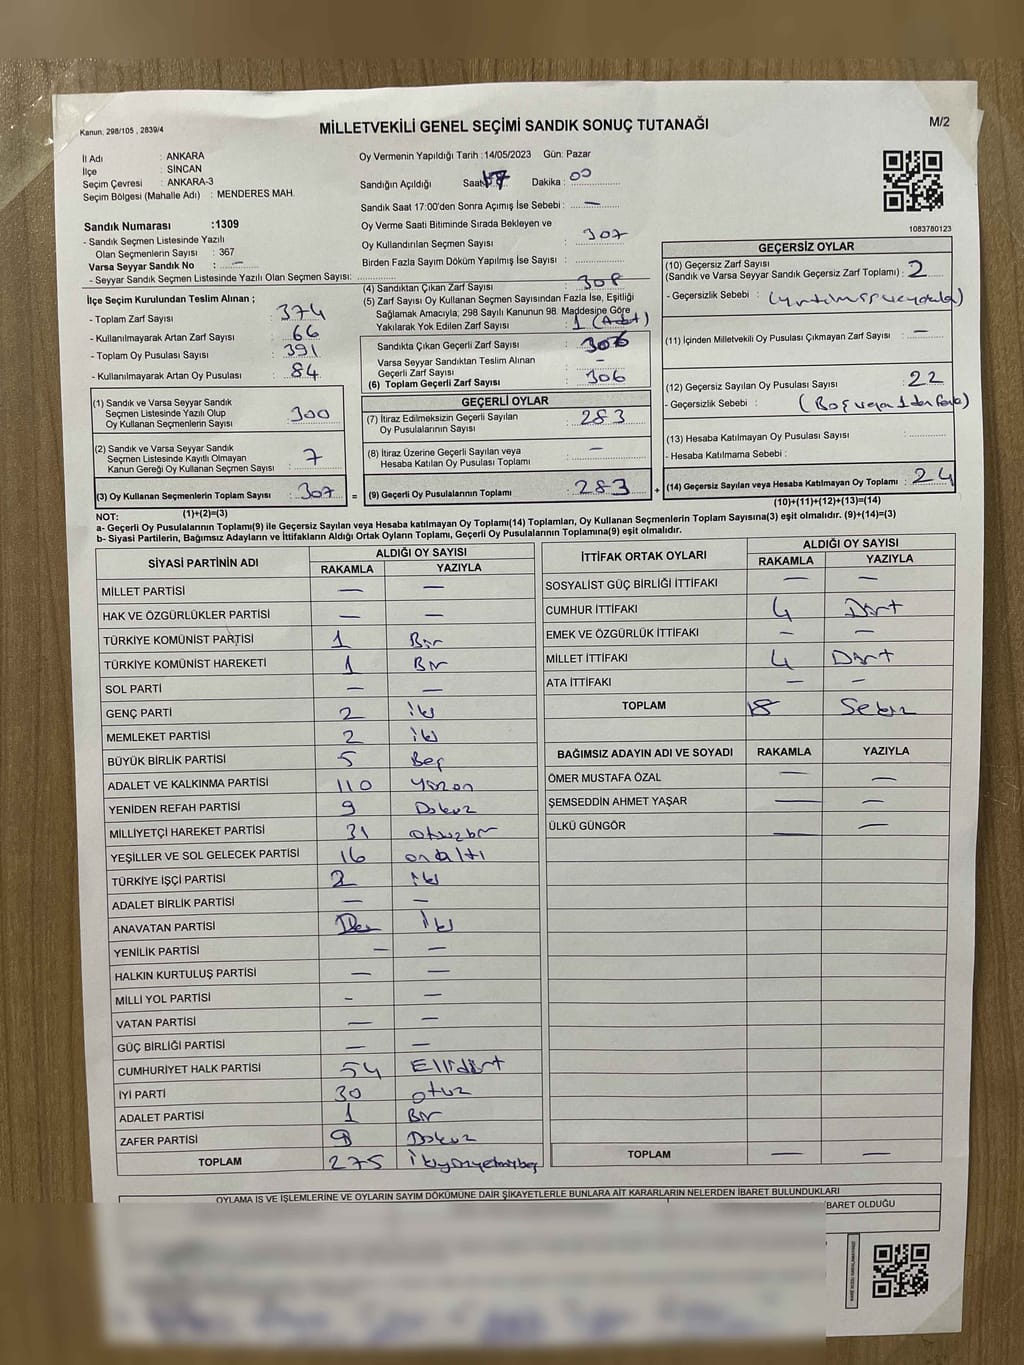 Kanun, 298/105 , 2839/4
MİLLETVEKİLİ GENEL SEÇİMİ SANDIK SONUÇ TUTANAĞI
M/2
İl Adı : ANKARA
İlçe : SİNCAN
Seçim Çevresi : ANKARA-3
Seçim Bölgesi (Mahalle Adı) : MENDERES MAH.
Oy Vermenin Yapıldığı Tarih :14/05/2023 Gün: Pazar
Sandığın Açıldığı Saat 17 Dakika : 00
Sandık Saat 17:00'den Sonra Açımış İse Sebebi : —
Sandık Numarası :1309
- Sandık Seçmen Listesinde Yazılı
Olan Seçmenlerin Sayısı : 367
Varsa Seyyar Sandık No : —
- Seyyar Sandık Seçmen Listesinde Yazılı Olan Seçmen Sayısı:
Oy Verme Saati Bitiminde Sırada Bekleyen ve
Oy Kullandırılan Seçmen Sayısı : 307
Birden Fazla Sayım Döküm Yapılmış İse Sayısı :
1083780123
İlçe Seçim Kurulundan Teslim Alınan ;
- Toplam Zarf Sayısı : 374
- Kullanılmayarak Artan Zarf Sayısı : 66
- Toplam Oy Pusulası Sayısı : 391
- Kullanılmayarak Artan Oy Pusulası : 84
(4) Sandıktan Çıkan Zarf Sayısı : 308
(5) Zarf Sayısı Oy Kullanan Seçmen Sayısından Fazla İse, Eşitliği
Sağlamak Amacıyla; 298 Sayılı Kanunun 98. Maddesine Göre
Yakılarak Yok Edilen Zarf Sayısı : 1 (Adet)
Sandıkta Çıkan Geçerli Zarf Sayısı : 306
Varsa Seyyar Sandıktan Teslim Alınan
Geçerli Zarf Sayısı : —
(6) Toplam Geçerli Zarf Sayısı : 306
GEÇERSİZ OYLAR
(10) Geçersiz Zarf Sayısı
(Sandık ve Varsa Seyyar Sandık Geçersiz Zarf Toplamı) : 2
- Geçersizlik Sebebi :
(11) İçinden Milletvekili Oy Pusulası Çıkmayan Zarf Sayısı : —
(12) Geçersiz Sayılan Oy Pusulası Sayısı : 22
- Geçersizlik Sebebi : (Boş veya 1 den fazla)
(13) Hesaba Katılmayan Oy Pusulası Sayısı :
- Hesaba Katılmama Sebebi :
(14) Geçersiz Sayılan veya Hesaba Katılmayan Oy Toplamı : 24
(10)+(11)+(12)+(13)=(14)
(1) Sandık ve Varsa Seyyar Sandık
Seçmen Listesinde Yazılı Olup
Oy Kullanan Seçmenlerin Sayısı : 300
(2) Sandık ve Varsa Seyyar Sandık
Seçmen Listesinde Kayıtlı Olmayan
Kanun Gereği Oy Kullanan Seçmen Sayısı : 7
(3) Oy Kullanan Seçmenlerin Toplam Sayısı : 307 =
(1)+(2)=(3)
GEÇERLİ OYLAR
(7) İtiraz Edilmeksizin Geçerli Sayılan
Oy Pusulalarının Sayısı : 283
(8) İtiraz Üzerine Geçerli Sayılan veya
Hesaba Katılan Oy Pusulası Toplamı : —
(9) Geçerli Oy Pusulalarının Toplamı : 283 +
NOT:
a- Geçerli Oy Pusulalarının Toplamı(9) ile Geçersiz Sayılan veya Hesaba katılmayan Oy Toplamı(14) Toplamları, Oy Kullanan Seçmenlerin Toplam Sayısına(3) eşit olmalıdır. (9)+(14)=(3)
b- Siyasi Partilerin, Bağımsız Adayların ve İttifakların Aldığı Ortak Oyların Toplamı, Geçerli Oy Pusulalarının Toplamına(9) eşit olmalıdır.
SİYASİ PARTİNİN ADI ALDIĞI OY SAYISI
RAKAMLA YAZIYLA
MİLLET PARTİSİ — —
HAK VE ÖZGÜRLÜKLER PARTİSİ — —
TÜRKİYE KOMÜNİST PARTİSİ 1 Bir
TÜRKİYE KOMÜNİST HAREKETİ 1 Bir
SOL PARTİ — —
GENÇ PARTİ 2 iki
MEMLEKET PARTİSİ 2 iki
BÜYÜK BİRLİK PARTİSİ 5 Beş
ADALET VE KALKINMA PARTİSİ 110 Yüzon
YENİDEN REFAH PARTİSİ 9 Dokuz
MİLLİYETÇİ HAREKET PARTİSİ 31 otuzbir
YEŞİLLER VE SOL GELECEK PARTİSİ 16 onaltı
TÜRKİYE İŞÇİ PARTİSİ 2 iki
ADALET BİRLİK PARTİSİ — —
ANAVATAN PARTİSİ İki
YENİLİK PARTİSİ — —
HALKIN KURTULUŞ PARTİSİ — —
MİLLİ YOL PARTİSİ - —
VATAN PARTİSİ — —
GÜÇ BİRLİĞİ PARTİSİ — —
CUMHURİYET HALK PARTİSİ 54 Ellidört
İYİ PARTİ 30 otuz
ADALET PARTİSİ 1 Bir
ZAFER PARTİSİ 9 Dokuz
TOPLAM 275 ikiyüzyetmişbeş
İTTİFAK ORTAK OYLARI ALDIĞI OY SAYISI
RAKAMLA YAZIYLA
SOSYALİST GÜÇ BİRLİĞİ İTTİFAKI — —
CUMHUR İTTİFAKI 4 Dört
EMEK VE ÖZGÜRLÜK İTTİFAKI — —
MİLLET İTTİFAKI 4 Dört
ATA İTTİFAKI — —
TOPLAM 8 Sekiz
BAĞIMSIZ ADAYIN ADI VE SOYADI RAKAMLA YAZIYLA
ÖMER MUSTAFA ÖZAL — —
ŞEMSEDDİN AHMET YAŞAR — —
ÜLKÜ GÜNGÖR — —
TOPLAM — —
OYLAMA İŞ VE İŞLEMLERİNE VE OYLARIN SAYIM DÖKÜMÜNE DAİR ŞİKAYETLERLE BUNLARA AİT KARARLARIN NELERDEN İBARET BULUNDUKLARI
İBARET OLDUĞU